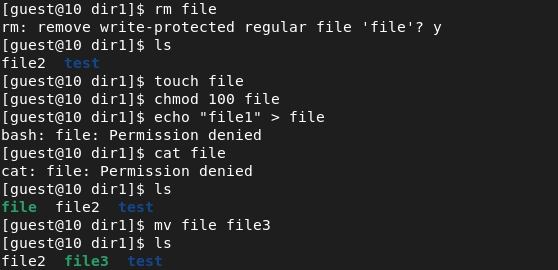 [guest@10 dir1]$ rm file
rm: remove write-protected regular file 'file'? y
[guest@10 dir1]$ ls
file2  test
[guest@10 dir1]$ touch file
[guest@10 dir1]$ chmod 100 file
[guest@10 dir1]$ echo "file1" > file
bash: file: Permission denied
[guest@10 dir1]$ cat file
cat: file: Permission denied
[guest@10 dir1]$ ls
file  file2  test
[guest@10 dir1]$ mv file file3
[guest@10 dir1]$ ls
file2  file3  test